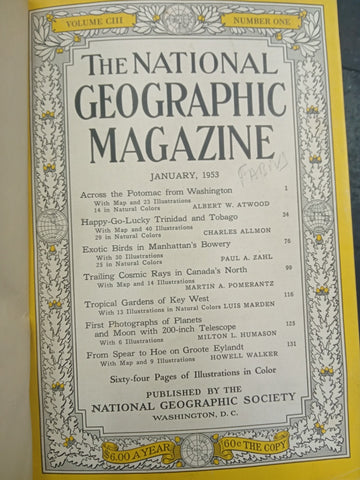 VOLUME CIII NUMBER ONE
THE NATIONAL
GEOGRAPHIC
MAGAZINE
JANUARY, 1953
Across the Potomac from Washington 1
With Map and 23 Illustrations
14 in Natural Colors ALBERT W. ATWOOD
Happy-Go-Lucky Trinidad and Tobago 34
With Map and 40 Illustrations
29 in Natural Colors CHARLES ALLMON
Exotic Birds in Manhattan's Bowery 76
With 30 Illustrations
25 in Natural Colors PAUL A. ZAHL
Trailing Cosmic Rays in Canada's North 99
With Map and 14 Illustrations
MARTIN A. POMERANTZ
Tropical Gardens of Key West 116
With 13 Illustrations in Natural Colors LUIS MARDEN
First Photographs of Planets
and Moon with 200-inch Telescope 125
With 6 Illustrations MILTON L. HUMASON
From Spear to Hoe on Groote Eylandt 131
With Map and 9 Illustrations HOWELL WALKER
Sixty-four Pages of Illustrations in Color
PUBLISHED BY THE
NATIONAL GEOGRAPHIC SOCIETY
WASHINGTON, D. C.
$6.00 A YEAR 60¢ THE COPY